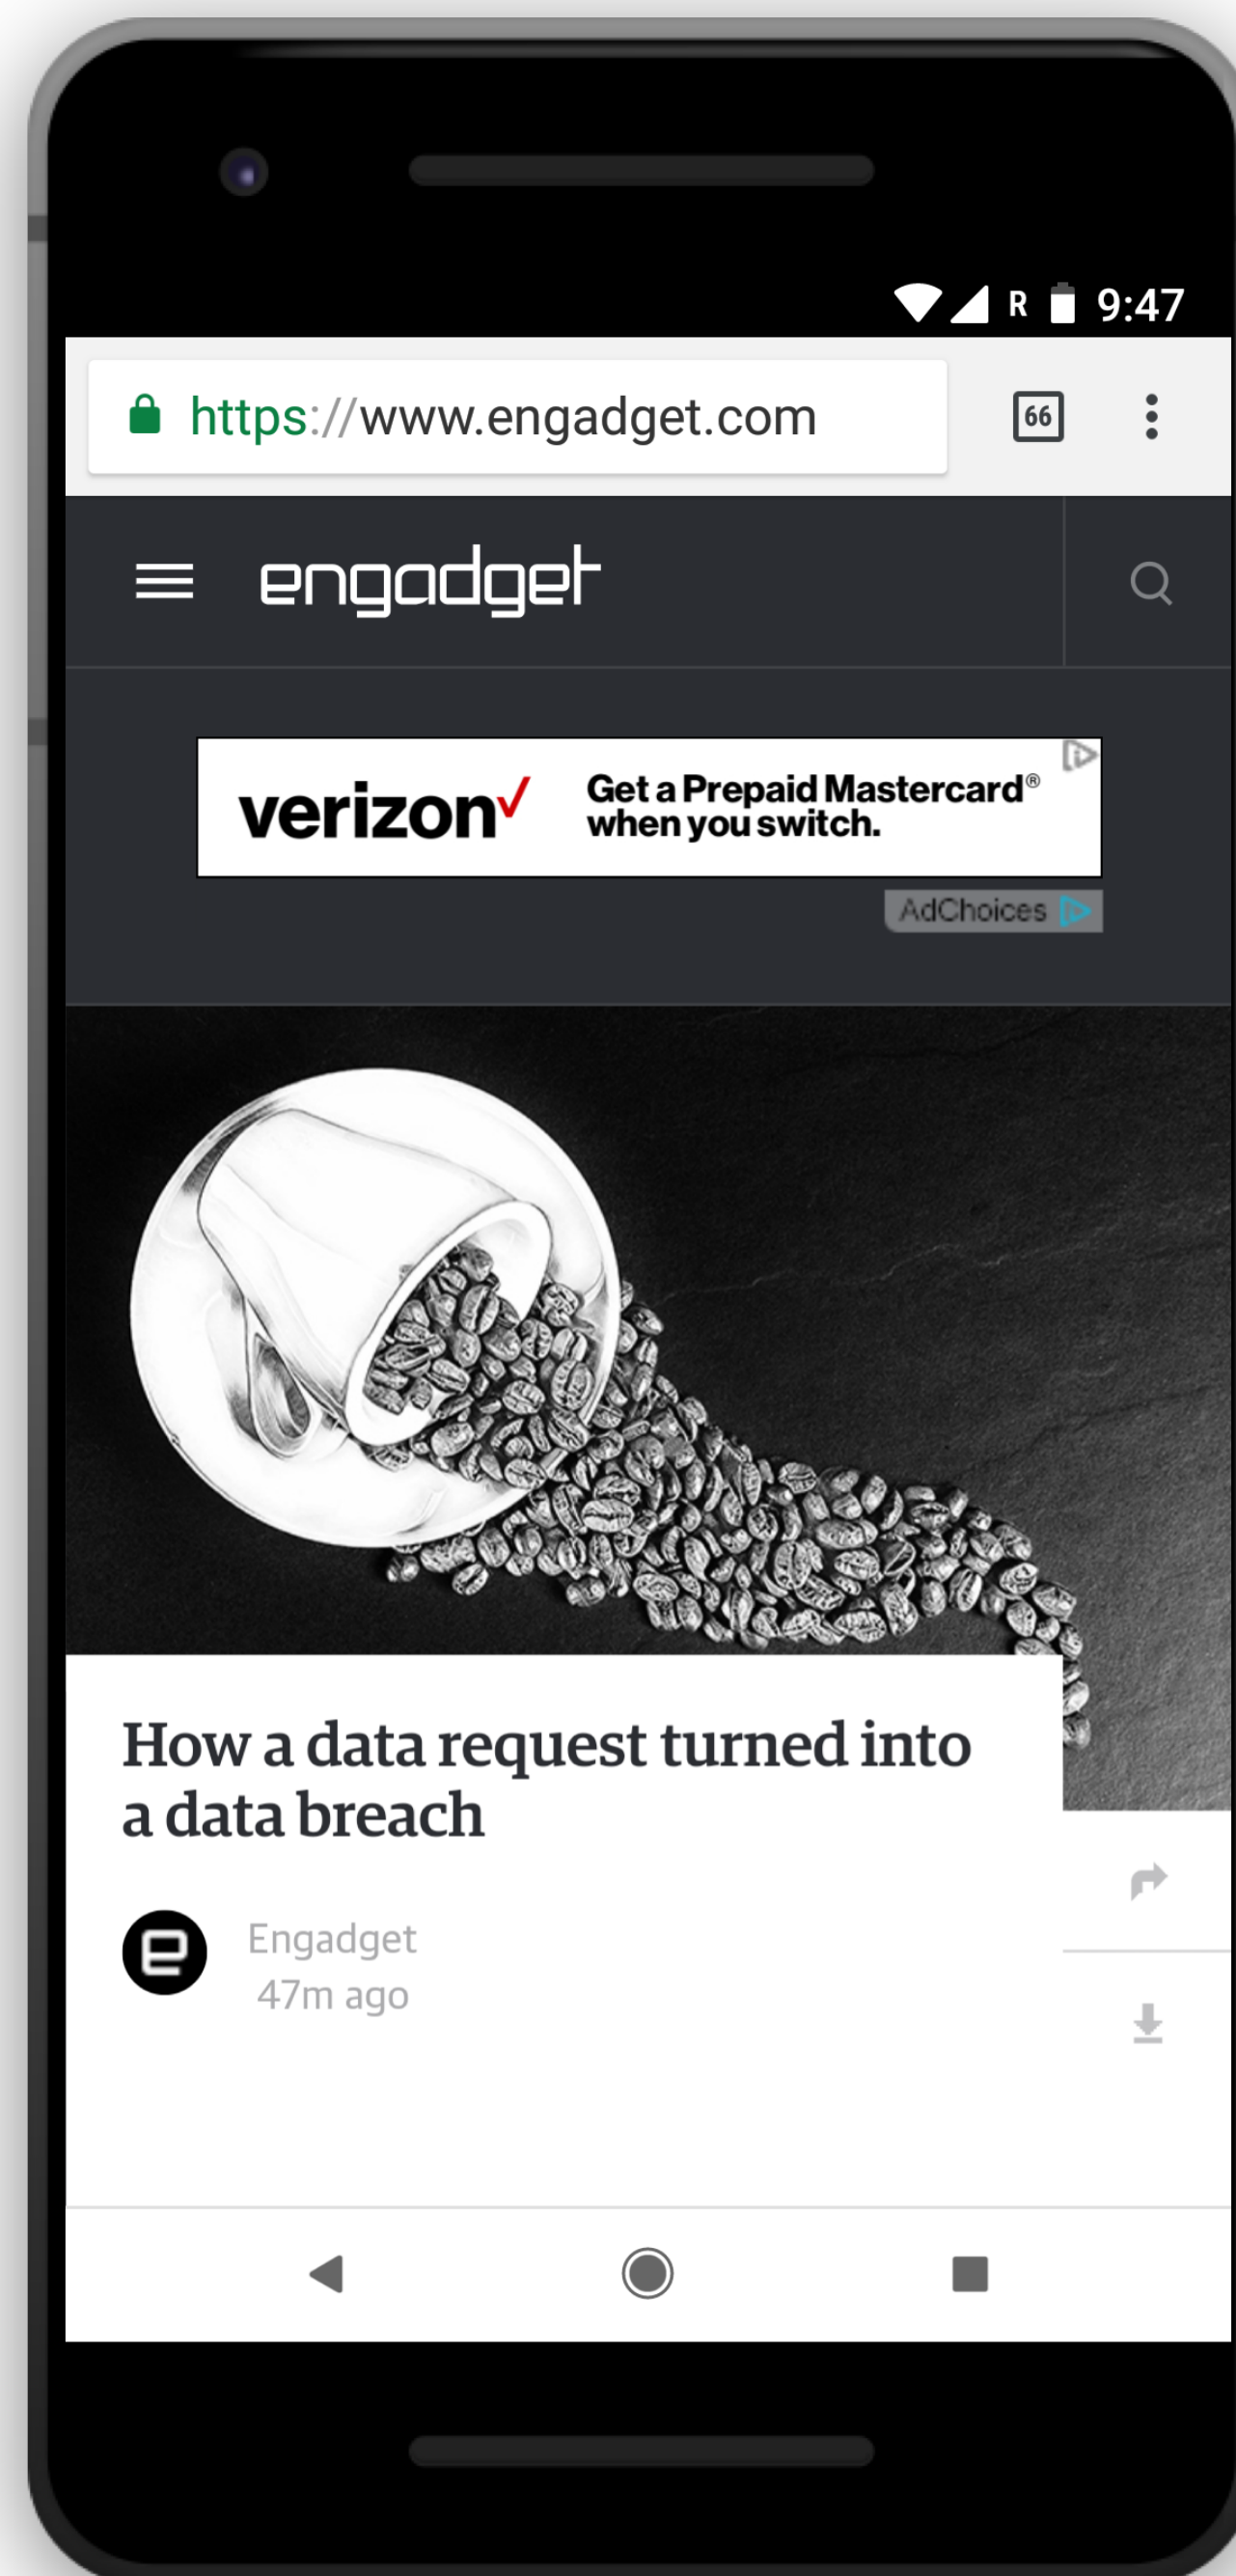 R 9:47
https://www.engadget.com 66
engadget
verizon Get a Prepaid Mastercard®
when you switch.
AdChoices
How a data request turned into
a data breach
e Engadget
47m ago